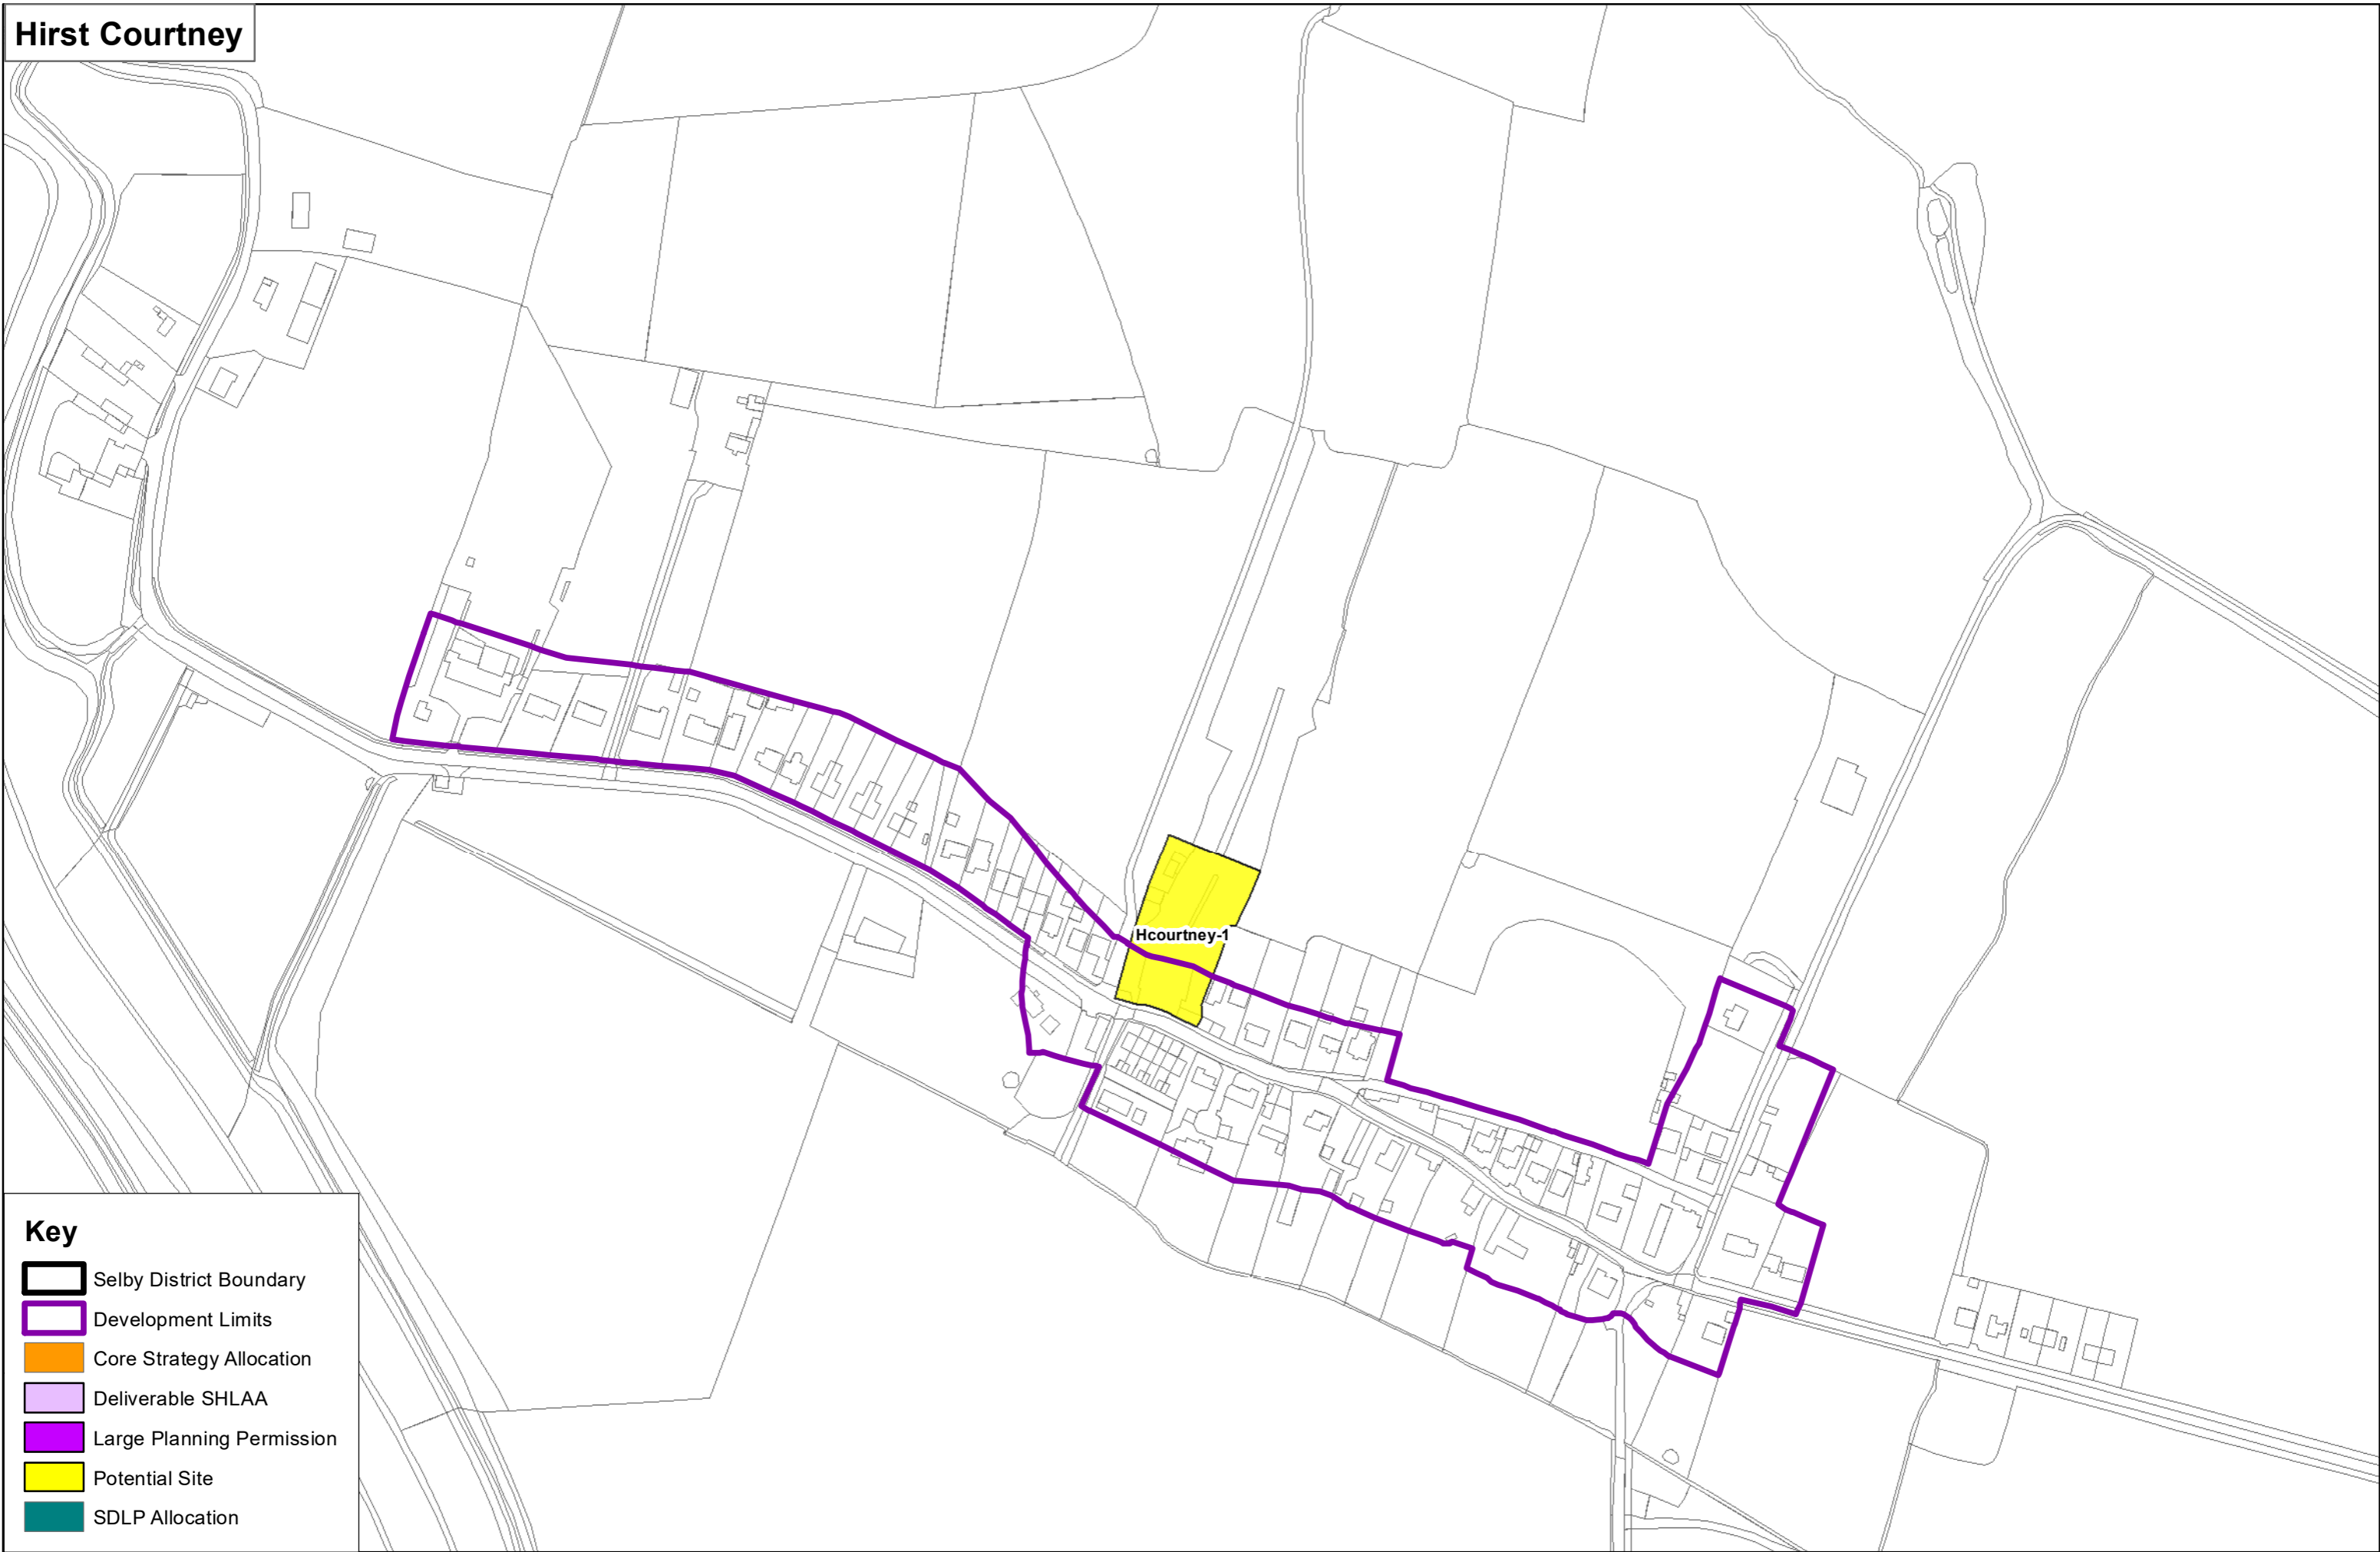 Hirst Courtney
Hcourtney-1
Key
Selby District Boundary
Development Limits
Core Strategy Allocation
Deliverable SHLAA
Large Planning Permission
Potential Site
SDLP Allocation